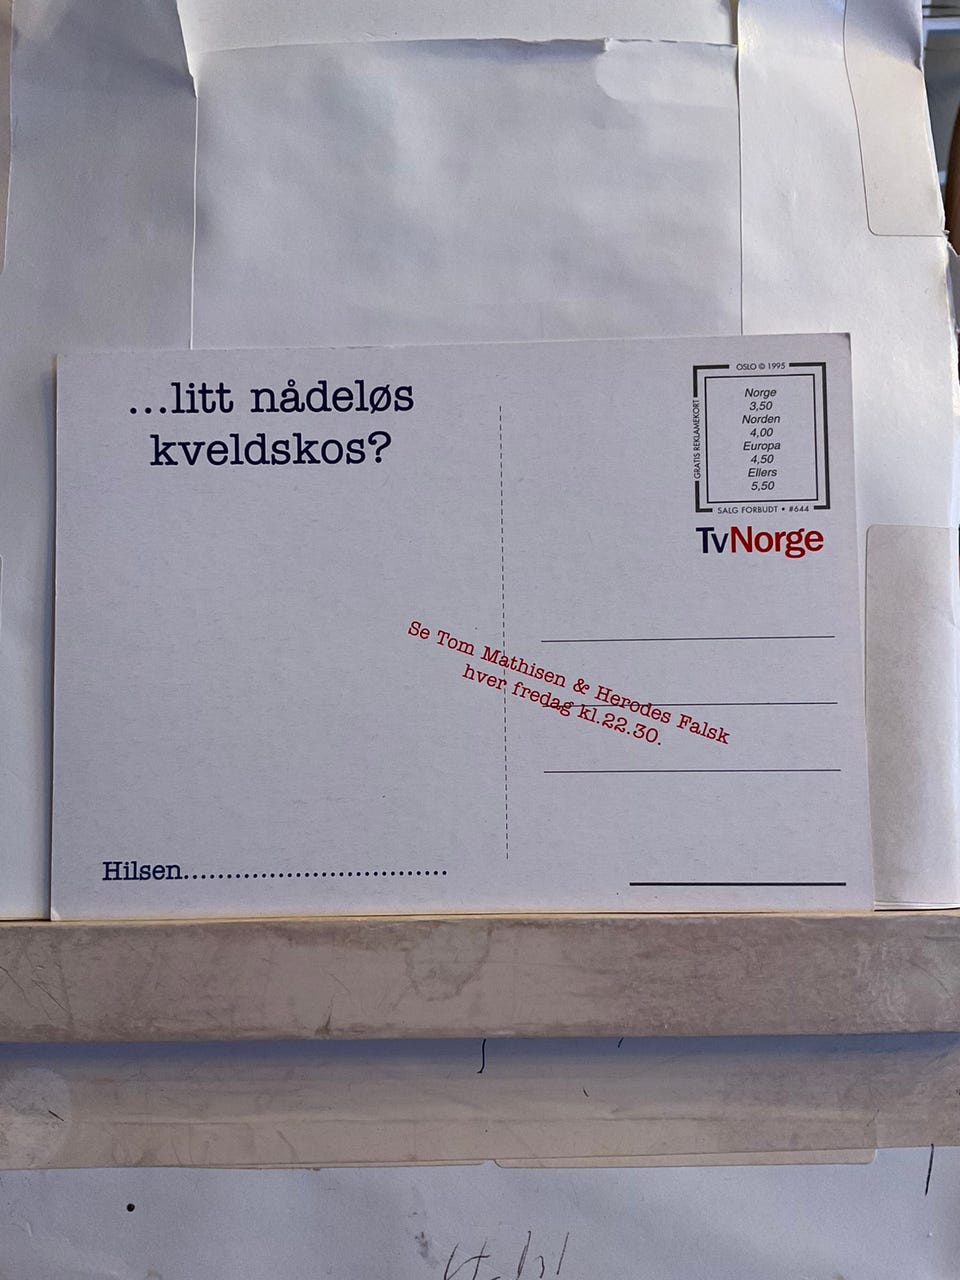 ...litt nådeløs
kveldskos?
OSLO © 1995
GRATIS REKLAMEKORT
Norge
3,50
Norden
4,00
Europa
4,50
Ellers
5,50
SALG FORBUDT • #644
TvNorge
Se Tom Mathisen & Herodes Falsk
hver fredag kl.22.30.
Hilsen..............................